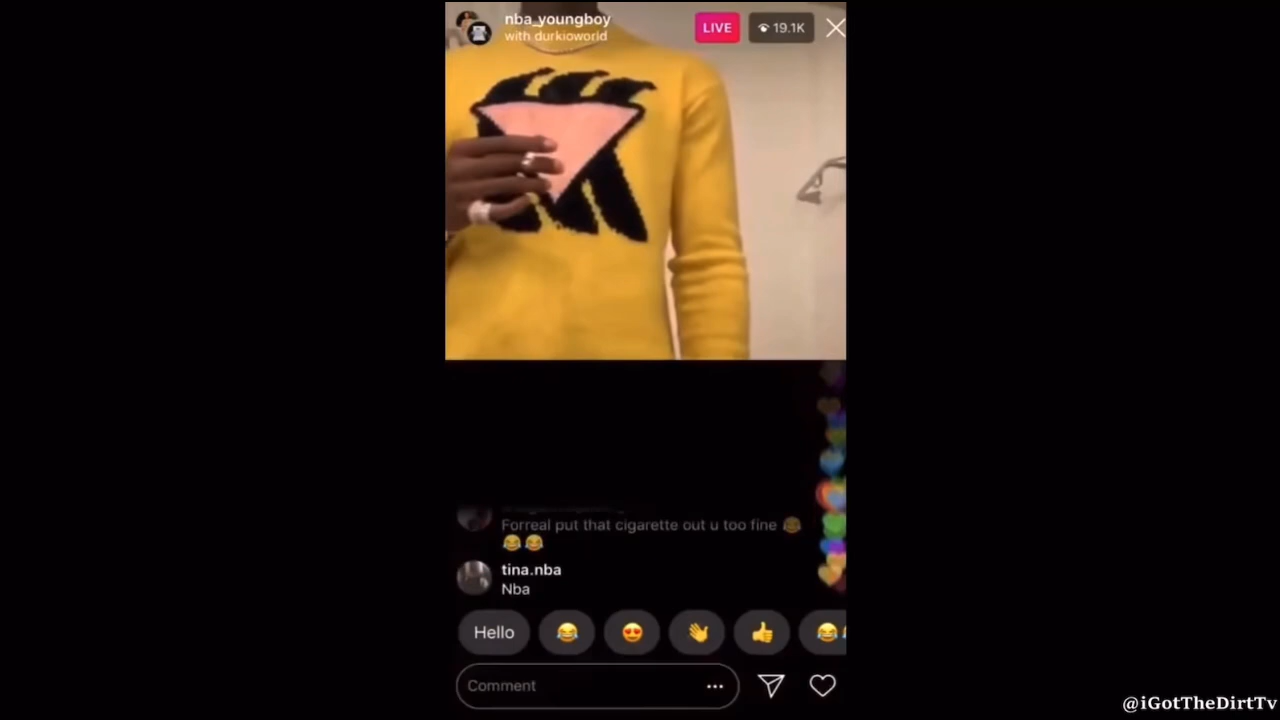 nba_youngboy
with durkioworld
LIVE
19.1K
Forreal put that cigarette out u too fine 😂
😂😂
tina.nba
Nba
Hello
Comment
@iGotTheDirtTv